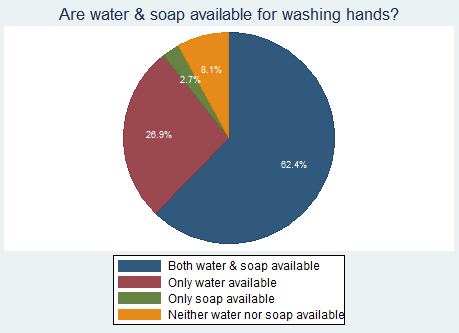 Are water & soap available for washing hands?
8.1%
2.7%
26.9%
62.4%
Both water & soap available
Only water available
Only soap available
Neither water nor soap available